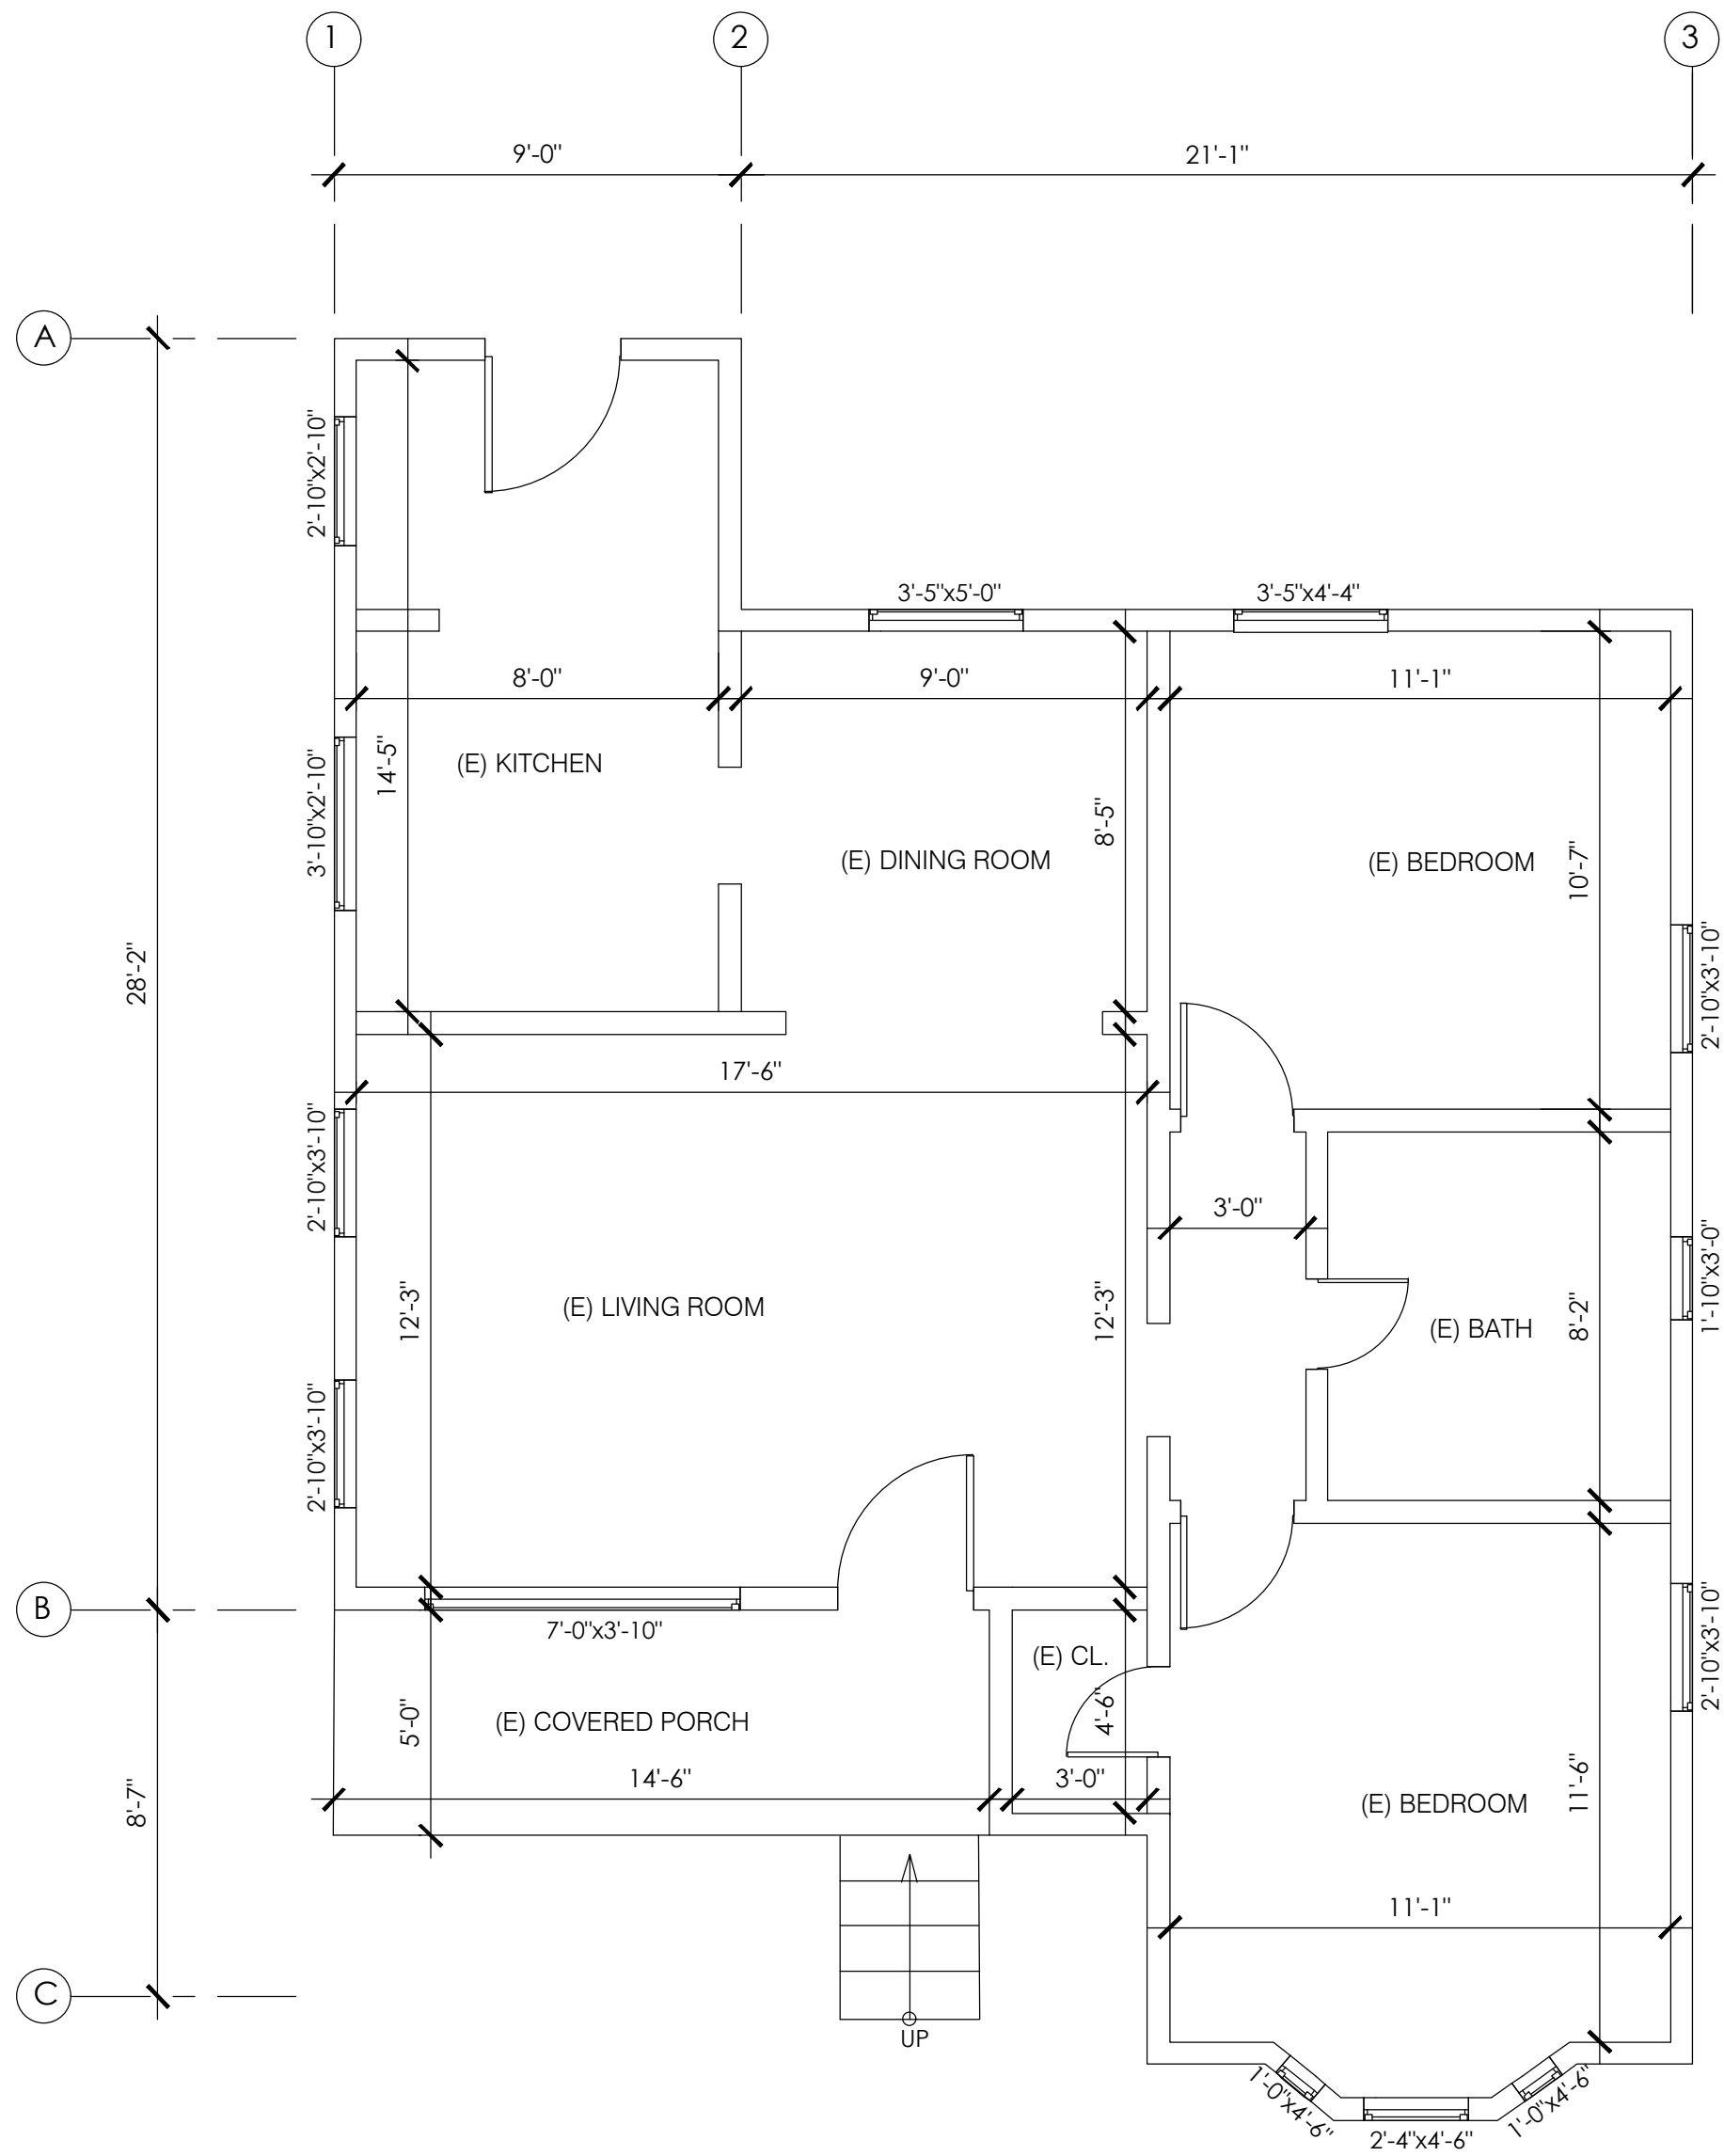 1
2
3
9'-0"
21'-1"
A
2'-10"x2'-10"
3'-5"x5'-0"
3'-5"x4'-4"
8'-0"
9'-0"
11'-1"
14'-5"
(E) KITCHEN
3'-10"x2'-10"
8'-5"
(E) DINING ROOM
(E) BEDROOM
10'-7"
28'-2"
2'-10"x3'-10"
17'-6"
2'-10"x3'-10"
3'-0"
1'-10"x3'-0"
12'-3"
(E) LIVING ROOM
12'-3"
(E) BATH
8'-2"
2'-10"x3'-10"
B
7'-0"x3'-10"
(E) CL.
2'-10"x3'-10"
5'-0"
(E) COVERED PORCH
4'-6"
14'-6"
3'-0"
8'-7"
(E) BEDROOM
11'-6"
11'-1"
C
UP
1'-0"x4'-6"
2'-4"x4'-6"
1'-0"x4'-6"